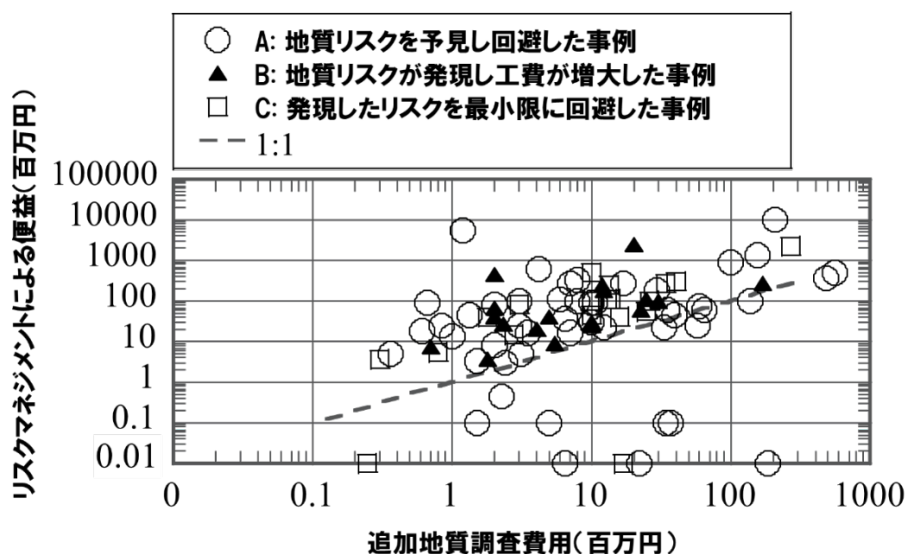 A: 地質リスクを予見し回避した事例
B: 地質リスクが発現し工費が増大した事例
C: 発現したリスクを最小限に回避した事例
1:1
リスクマネジメントによる便益(百万円)
100000
10000
1000
100
10
1
0.1
0.01
0 0.1 1 10 100 1000
追加地質調査費用(百万円)